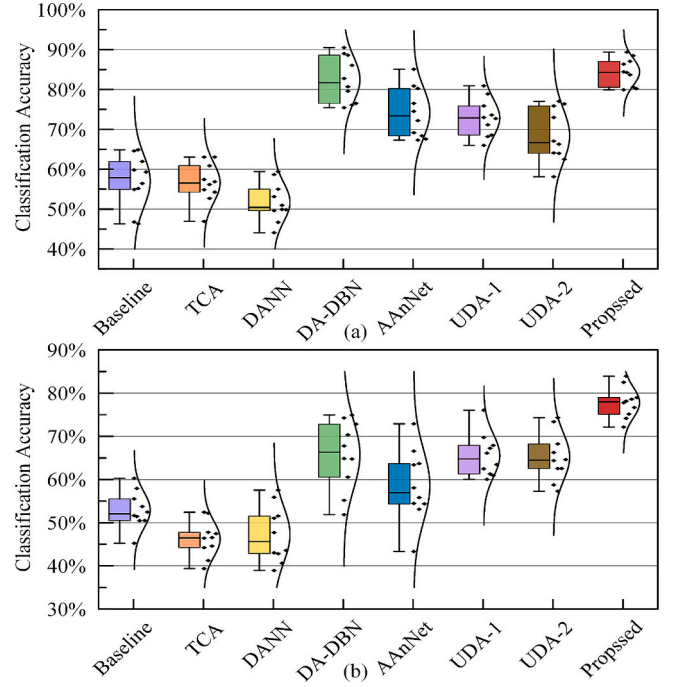 100%
90%
80%
70%
60%
50%
40%
Classification Accuracy
Baseline
TCA
DANN
DA-DBN
AAnNet
UDA-1
UDA-2
Propssed
(a)
90%
80%
70%
60%
50%
40%
30%
Classification Accuracy
Baseline
TCA
DANN
DA-DBN
AAnNet
UDA-1
UDA-2
Propssed
(b)